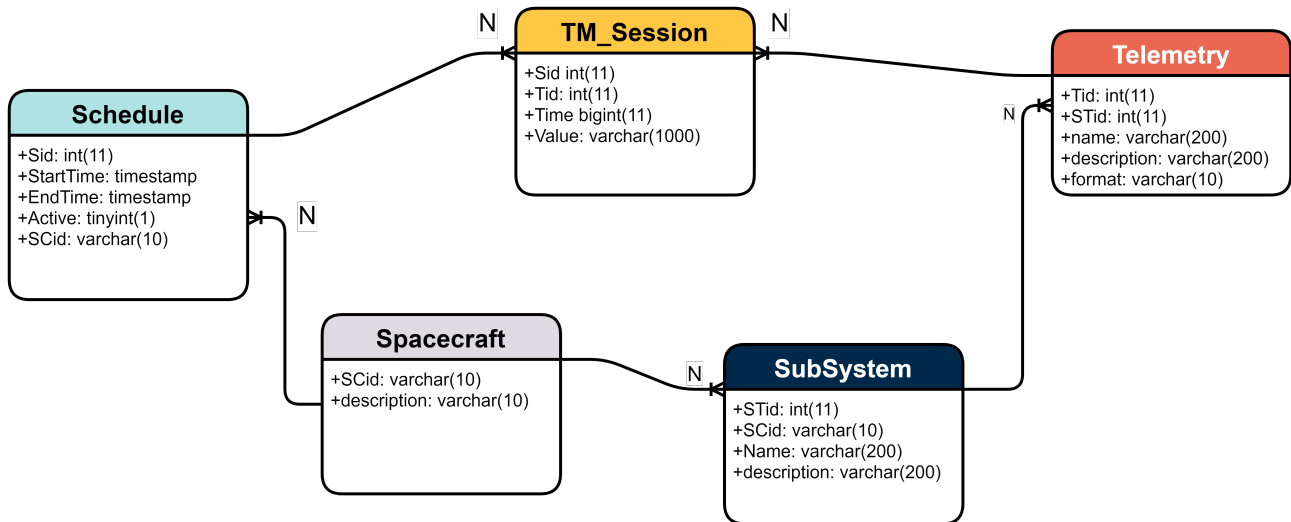 N
TM_Session
+Sid int(11)
+Tid: int(11)
+Time bigint(11)
+Value: varchar(1000)
N
Telemetry
+Tid: int(11)
+STid: int(11)
+name: varchar(200)
+description: varchar(200)
+format: varchar(10)
N
Schedule
+Sid: int(11)
+StartTime: timestamp
+EndTime: timestamp
+Active: tinyint(1)
+SCid: varchar(10)
N
Spacecraft
+SCid: varchar(10)
+description: varchar(10)
N
SubSystem
+STid: int(11)
+SCid: varchar(10)
+Name: varchar(200)
+description: varchar(200)